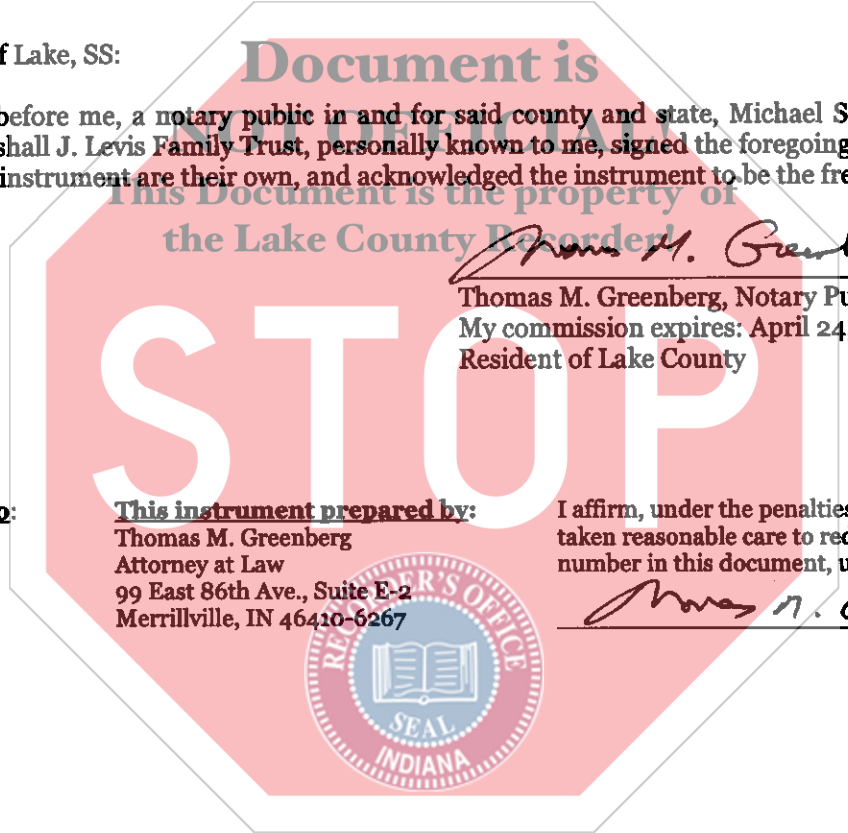 f Lake, SS:
Document is
NOT OFFICIAL!
before me, a notary public in and for said county and state, Michael S
shall J. Levis Family Trust, personally known to me, signed the foregoing
instrument are their own, and acknowledged the instrument to be the fre
This Document is the property of
the Lake County Recorder!
Thomas M. Greenb
Thomas M. Greenberg, Notary Pu
My commission expires: April 24
Resident of Lake County
STOP
o:
This instrument prepared by:
Thomas M. Greenberg
Attorney at Law
99 East 86th Ave., Suite E-2
Merrillville, IN 46410-6267
I affirm, under the penalties
taken reasonable care to red
number in this document, u
Thomas M. G
RECORDER'S OFFICE
SEAL
INDIANA